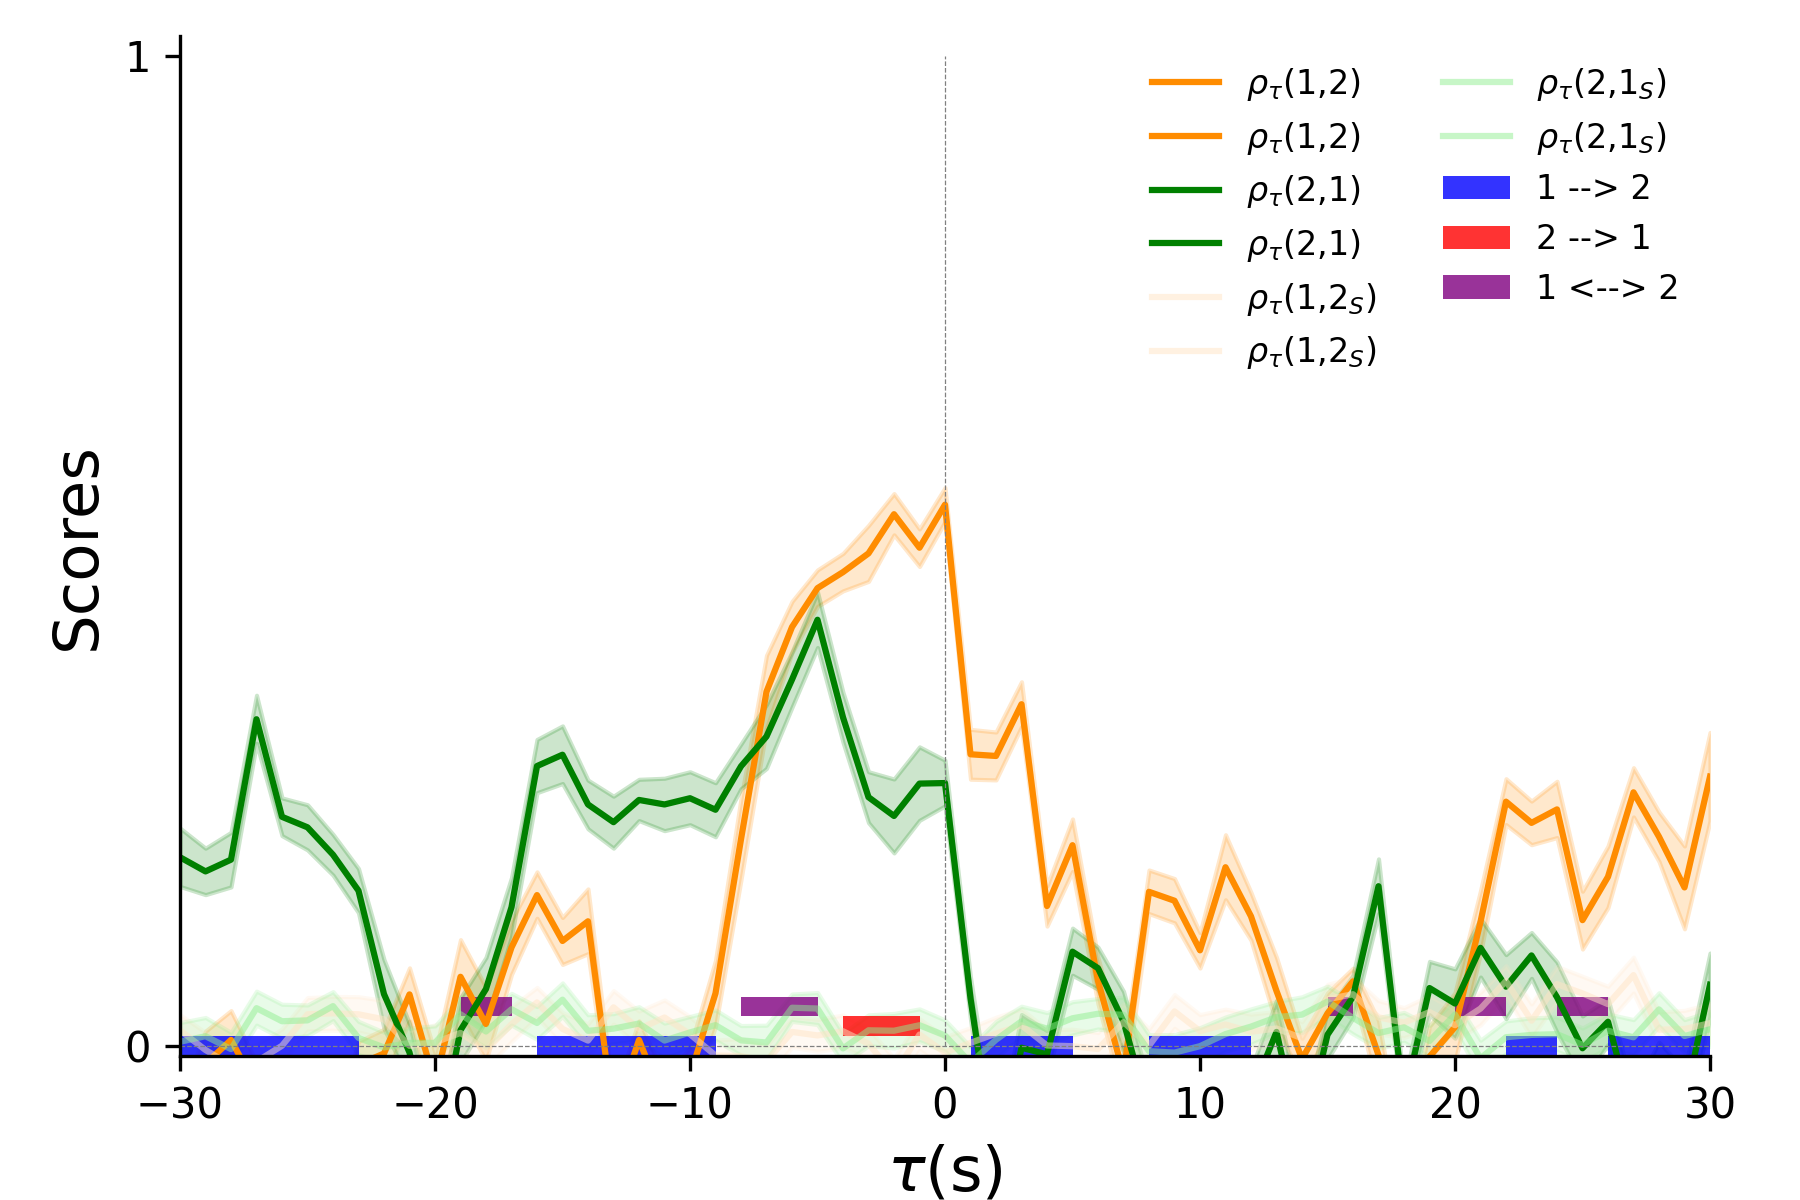 1
ρτ(1,2)
ρτ(1,2)
ρτ(2,1)
ρτ(2,1)
ρτ(1,2S)
ρτ(1,2S)
ρτ(2,1S)
ρτ(2,1S)
1 --> 2
2 --> 1
1 <--> 2
Scores
0
−30 −20 −10 0 10 20 30
τ(s)